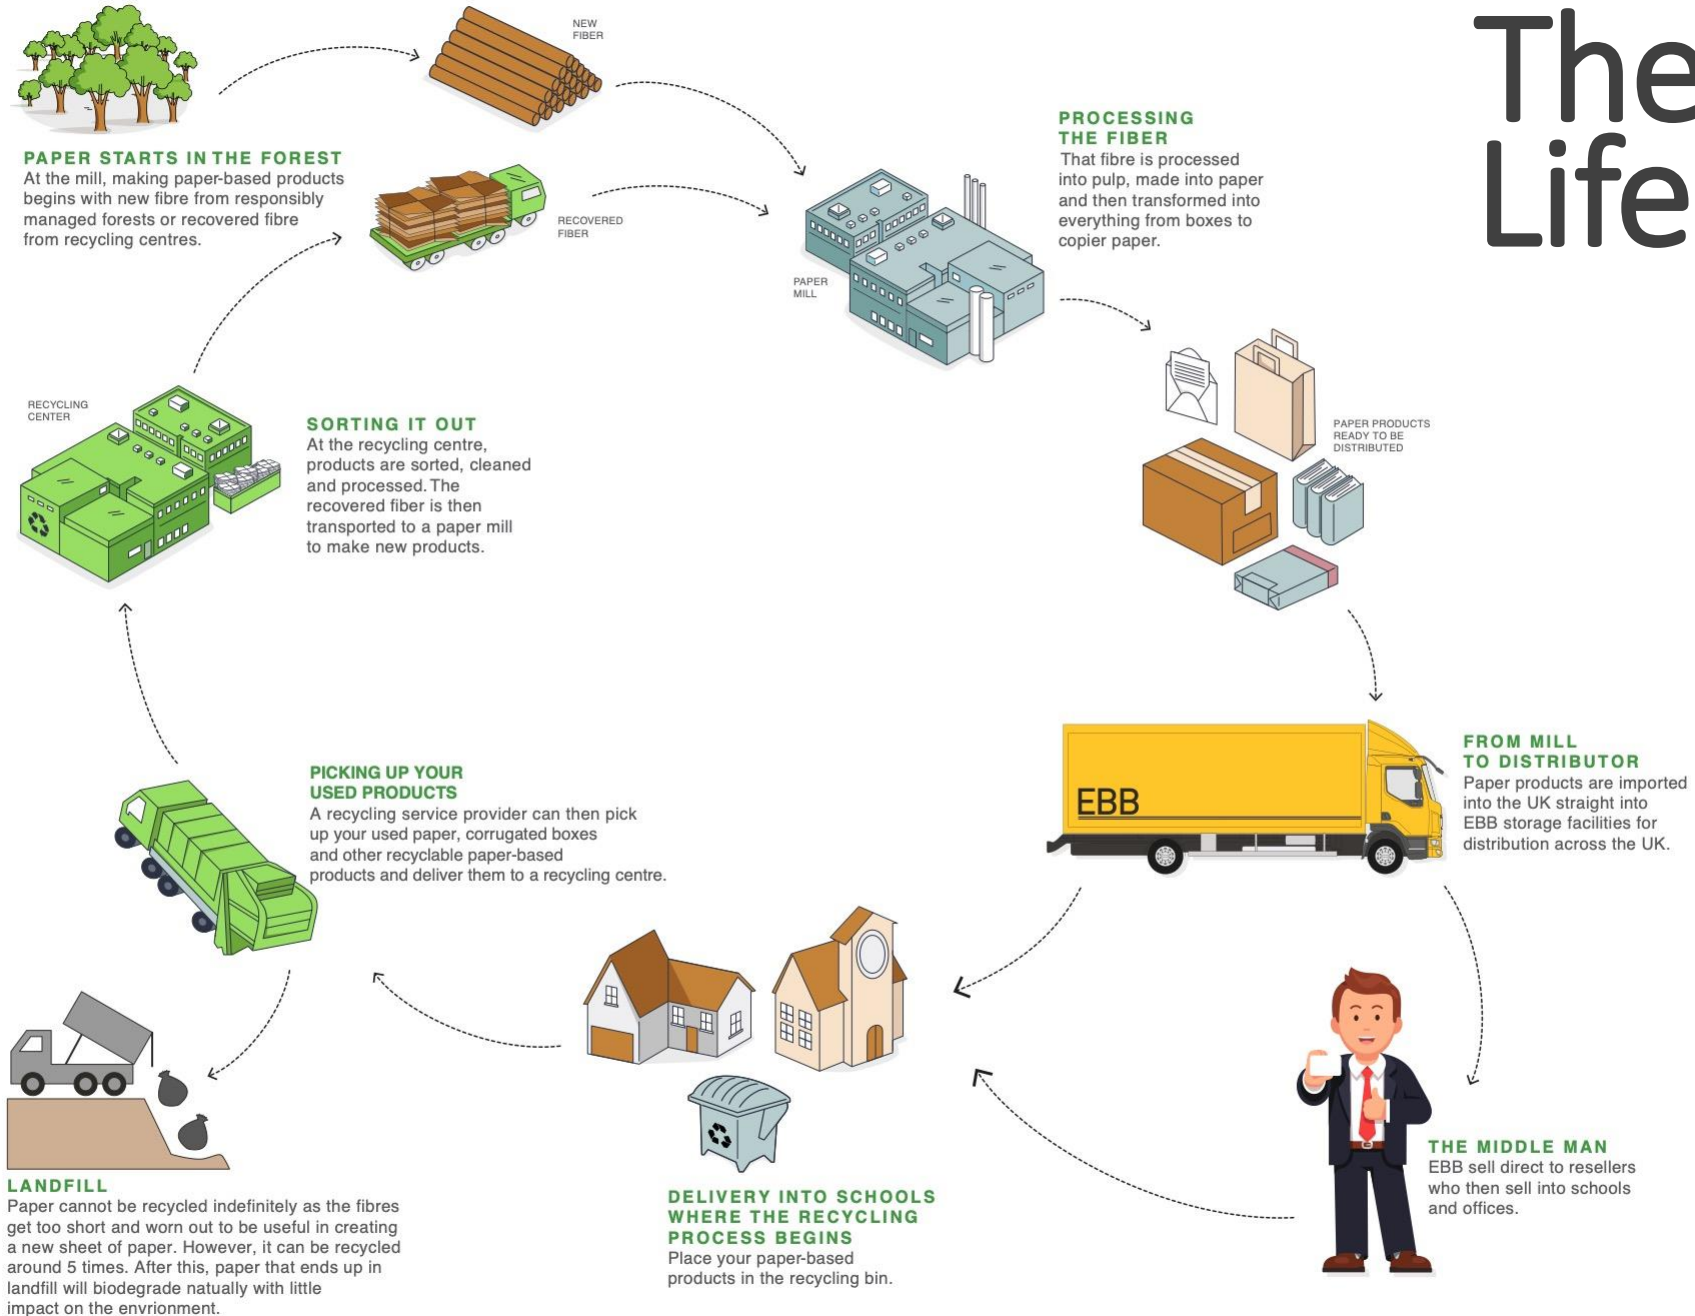 The
Life
NEW
FIBER
PAPER STARTS IN THE FOREST
At the mill, making paper-based products
begins with new fibre from responsibly
managed forests or recovered fibre
from recycling centres.
RECOVERED
FIBER
PROCESSING
THE FIBER
That fibre is processed
into pulp, made into paper
and then transformed into
everything from boxes to
copier paper.
PAPER
MILL
RECYCLING
CENTER
SORTING IT OUT
At the recycling centre,
products are sorted, cleaned
and processed. The
recovered fiber is then
transported to a paper mill
to make new products.
PAPER PRODUCTS
READY TO BE
DISTRIBUTED
EBB
FROM MILL
TO DISTRIBUTOR
Paper products are imported
into the UK straight into
EBB storage facilities for
distribution across the UK.
PICKING UP YOUR
USED PRODUCTS
A recycling service provider can then pick
up your used paper, corrugated boxes
and other recyclable paper-based
products and deliver them to a recycling centre.
THE MIDDLE MAN
EBB sell direct to resellers
who then sell into schools
and offices.
DELIVERY INTO SCHOOLS
WHERE THE RECYCLING
PROCESS BEGINS
Place your paper-based
products in the recycling bin.
LANDFILL
Paper cannot be recycled indefinitely as the fibres
get too short and worn out to be useful in creating
a new sheet of paper. However, it can be recycled
around 5 times. After this, paper that ends up in
landfill will biodegrade natually with little
impact on the envrionment.